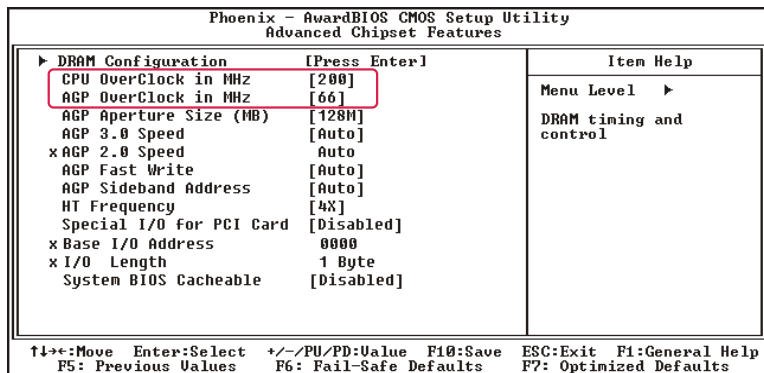 Phoenix - AwardBIOS CMOS Setup Utility
Advanced Chipset Features
▶ DRAM Configuration [Press Enter]
CPU OverClock in MHz [200]
AGP OverClock in MHz [66]
AGP Aperture Size (MB) [128M]
AGP 3.0 Speed [Auto]
x AGP 2.0 Speed Auto
AGP Fast Write [Auto]
AGP Sideband Address [Auto]
HT Frequency [4X]
Special I/O for PCI Card [Disabled]
x Base I/O Address 0000
x I/O Length 1 Byte
System BIOS Cacheable [Disabled]
Item Help
Menu Level ▶
DRAM timing and
control
↑↓→←:Move Enter:Select +/-/PU/PD:Value F10:Save ESC:Exit F1:General Help
F5: Previous Values F6: Fail-Safe Defaults F7: Optimized Defaults